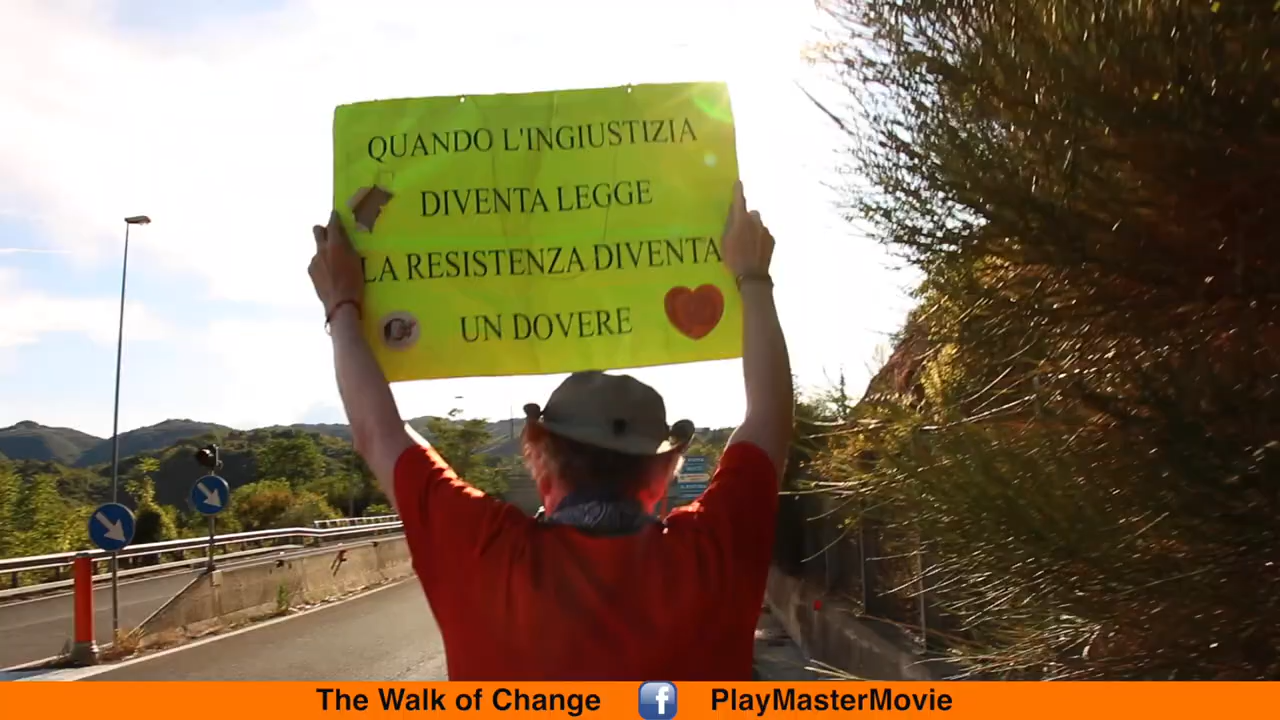 QUANDO L'INGIUSTIZIA
DIVENTA LEGGE
LA RESISTENZA DIVENTA
UN DOVERE
The Walk of Change f PlayMasterMovie